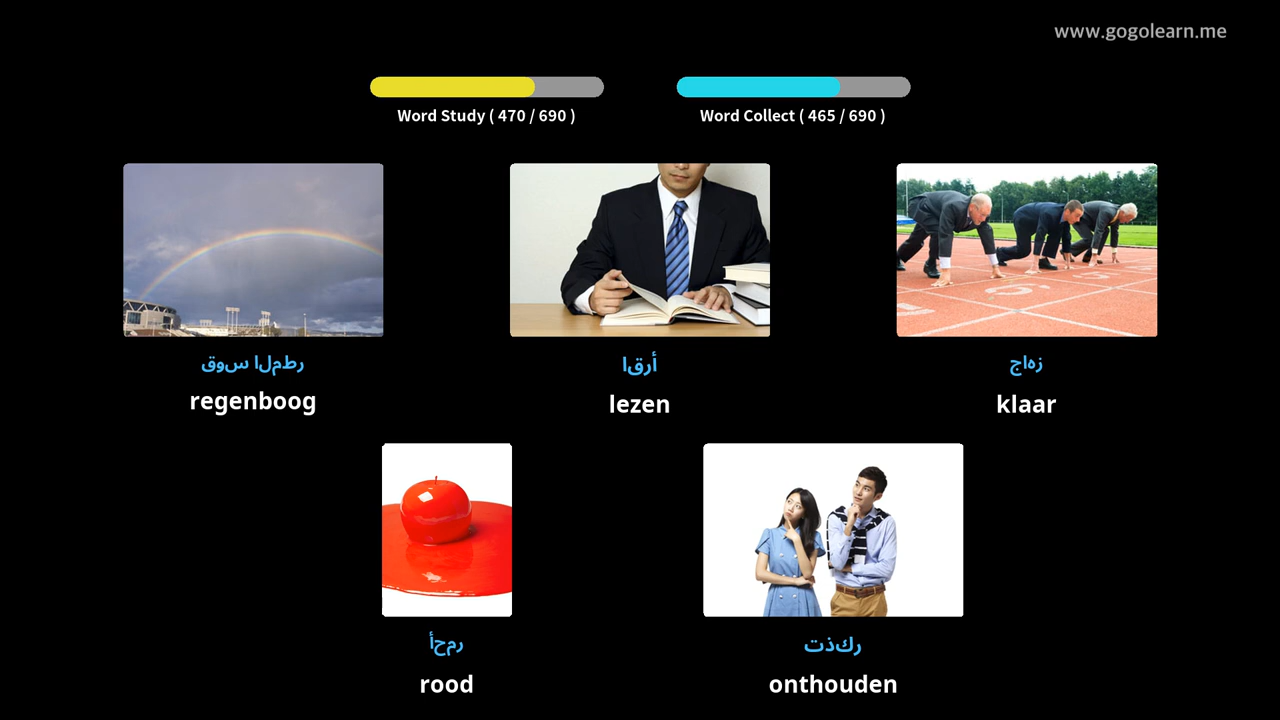 www.gogolearn.me
Word Study ( 470 / 690 )
Word Collect ( 465 / 690 )
قوس المطر
regenboog
اقرأ
lezen
جاهز
klaar
أحمر
rood
تذكر
onthouden